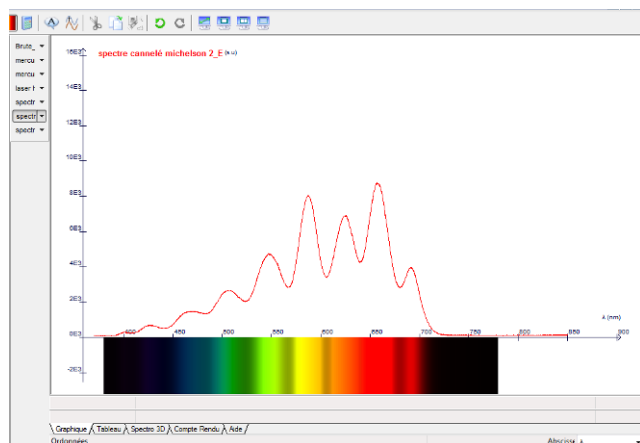 Brute_
mercu
mercu
laser f
spectr
spectr
spectr
spectre cannelé michelson 2_E (s u)
16E3
14E3
12E3
10E3
8E3
6E3
4E3
2E3
0E3
-2E3
400 450 500 550 600 650 700 750 800 850 900
λ (nm)
Graphique Tableau Spectro 3D Compte Rendu Aide
Ordonnées Abscisse λ